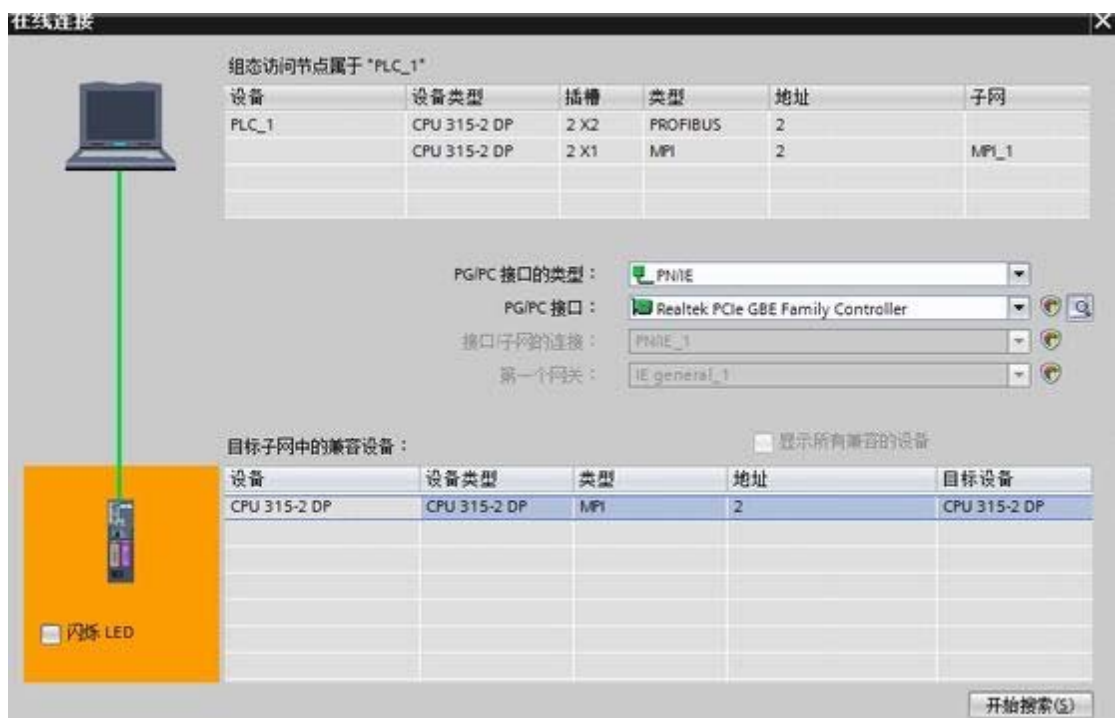 在线连接
组态访问节点属于 "PLC_1"
设备 设备类型 插槽 类型 地址 子网
PLC_1 CPU 315-2 DP 2 X2 PROFIBUS 2
CPU 315-2 DP 2 X1 MPI 2 MPI_1
PG/PC 接口的类型： PN/IE
PG/PC 接口： Realtek PCIe GBE Family Controller
接口/子网的连接： PN/IE_1
第一个网关： IE general_1
目标子网中的兼容设备： 显示所有兼容的设备
设备 设备类型 类型 地址 目标设备
CPU 315-2 DP CPU 315-2 DP MPI 2 CPU 315-2 DP
闪烁 LED
开始搜索(S)